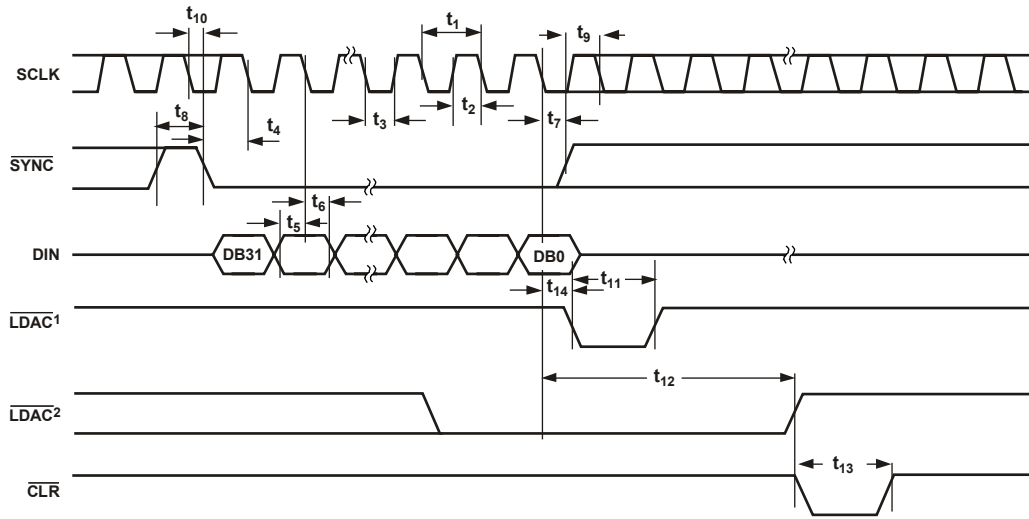 t10
t1
t9
SCLK
t8
t4
t3
t2
t7
SYNC
t6
t5
DIN
DB31
DB0
t14
t11
LDAC1
t12
LDAC2
t13
CLR